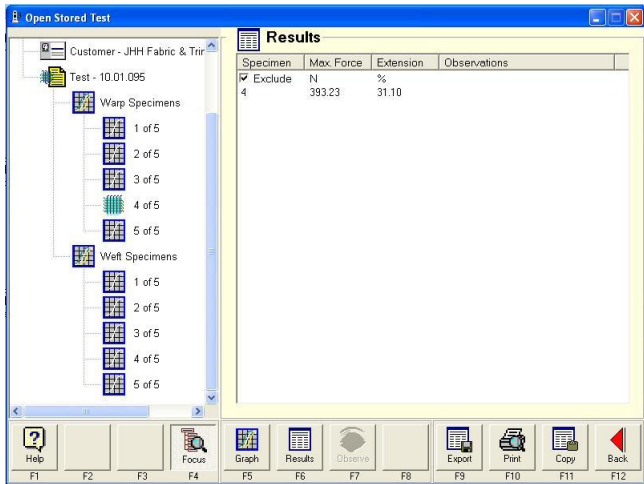 Open Stored Test
Customer - JHH Fabric & Trir
Test - 10.01.095
Warp Specimens
1 of 5
2 of 5
3 of 5
4 of 5
5 of 5
Weft Specimens
1 of 5
2 of 5
3 of 5
4 of 5
5 of 5
Results
Specimen Max. Force Extension Observations
Exclude N %
4 393.23 31.10
Help Focus Graph Results Observe Export Print Copy Back
F1 F2 F3 F4 F5 F6 F7 F8 F9 F10 F11 F12